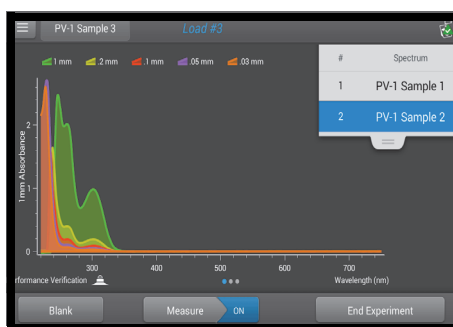 PV-1 Sample 3
Load #3
1 mm
.2 mm
.1 mm
.05 mm
.03 mm
# Spectrum
1 PV-1 Sample 1
2 PV-1 Sample 2
1mm Absorbance
2
1
0
300 400 500 600 700
rformance Verification
Wavelength (nm)
Blank
Measure
ON
End Experiment